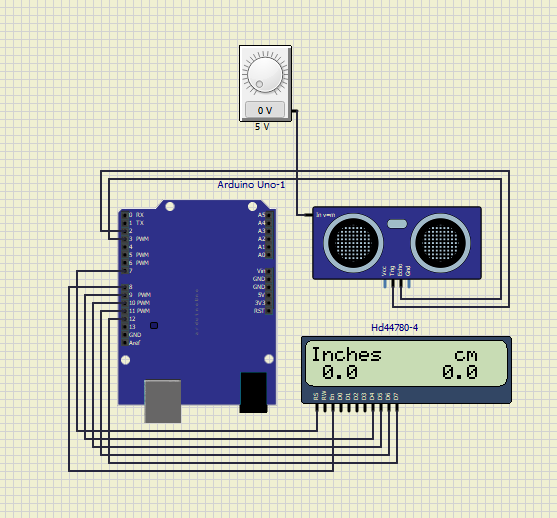 0 V
5 V
Arduino Uno-1
0 RX
1 TX
2
3 PWM
4
5 PWM
6 PWM
7
8
9 PWM
10 PWM
11 PWM
12
13
GND
Aref
A5
A4
A3
A2
A1
A0
Vin
GND
GND
5V
3V3
RST
In v=m
Vcc
Trig
Echo
Gnd
Hd44780-4
Inches cm
0.0 0.0
RS
RW
En
D0
D1
D2
D3
D4
D5
D6
D7